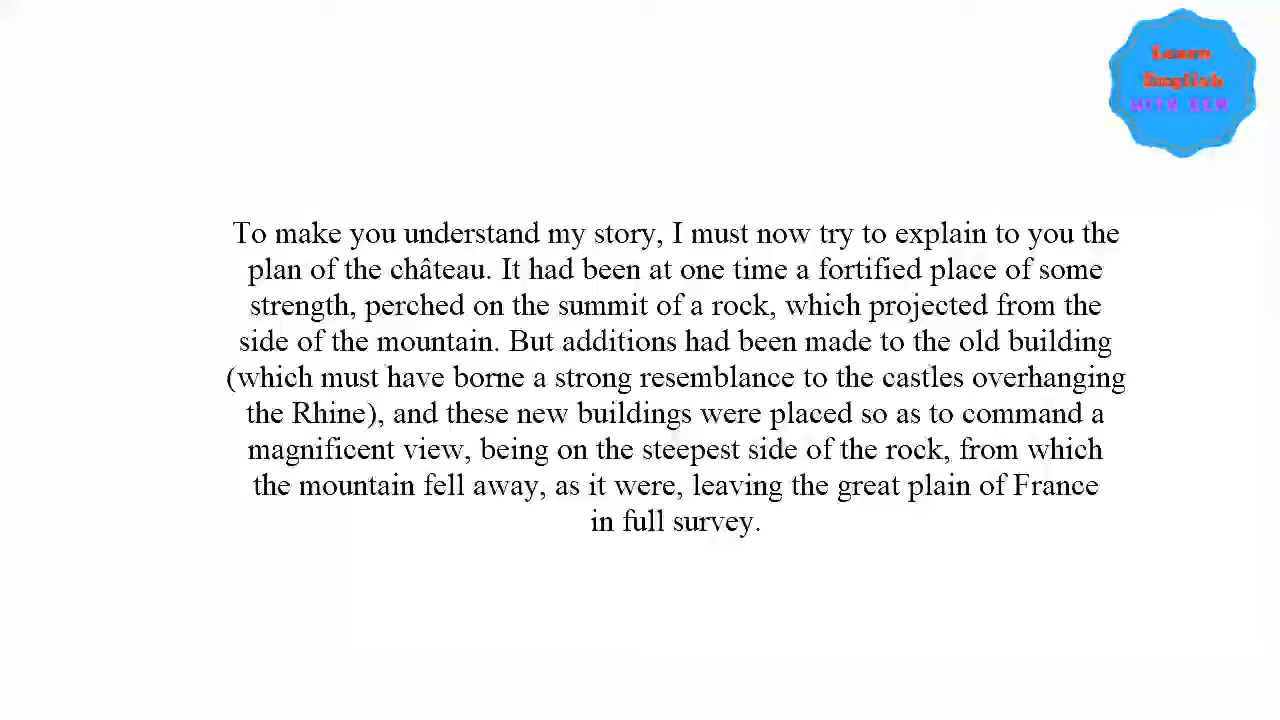 Learn
English
WITH BEN
To make you understand my story, I must now try to explain to you the
plan of the château. It had been at one time a fortified place of some
strength, perched on the summit of a rock, which projected from the
side of the mountain. But additions had been made to the old building
(which must have borne a strong resemblance to the castles overhanging
the Rhine), and these new buildings were placed so as to command a
magnificent view, being on the steepest side of the rock, from which
the mountain fell away, as it were, leaving the great plain of France
in full survey.